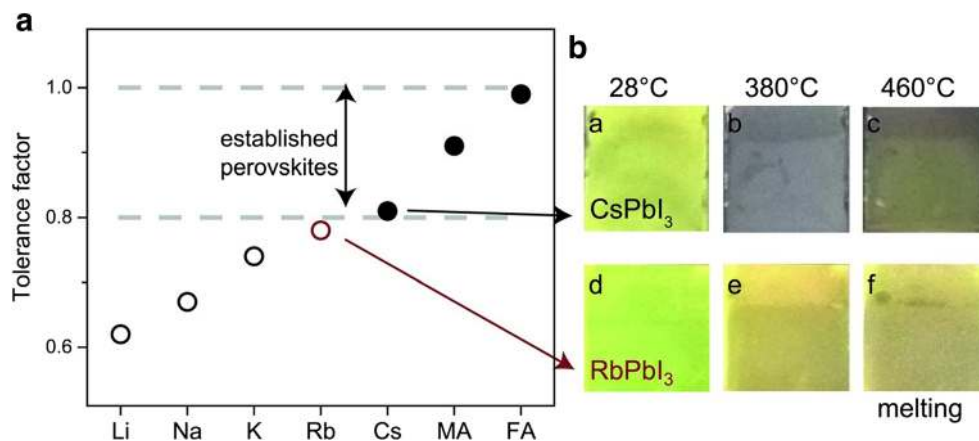 a
Tolerance factor
1.0
0.8
0.6
established
perovskites
Li Na K Rb Cs MA FA
b
28°C 380°C 460°C
a b c
CsPbI₃
d e f
RbPbI₃
melting